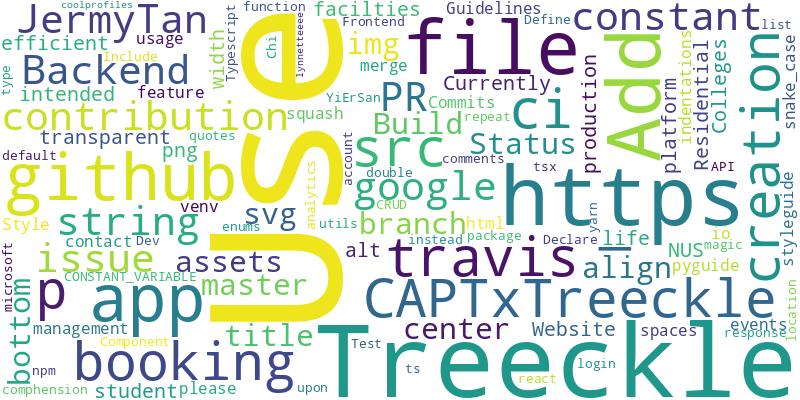 coolprofiles
function
facilties
Guidelines
Define
constant
list
JermyTan
Typescript
Chi
lynnetteeee
Frontend
file
Add
creation
snake_case
efficient
usage
width
img
merge
Currently
indentations
Residential
Colleges
type
Include
Backend
intended
feature
YiErSan
PR
Commits
ci
production
platform
contribution
squash
Build
repeat
transparent
quotes
png
Use
account
src
Status
comments
tsx
API
default
github
venv
svg
analytics
double
google
CRUD
https
styleguide
Style
string
enums
utils
branch
html
yarn
io
life
magic
contact
Dev
instead
package
Declare
NUS
microsoft
issue
assets
alt
travis
align
pyguide
CONSTANT_VARIABLE
p
app
master
CAPTxTreeckle
bottom
management
Component
title
center
Website
spaces
events
response
location
npm
booking
Test
Treeckle
login
comphension
student
please
upon
ts
react